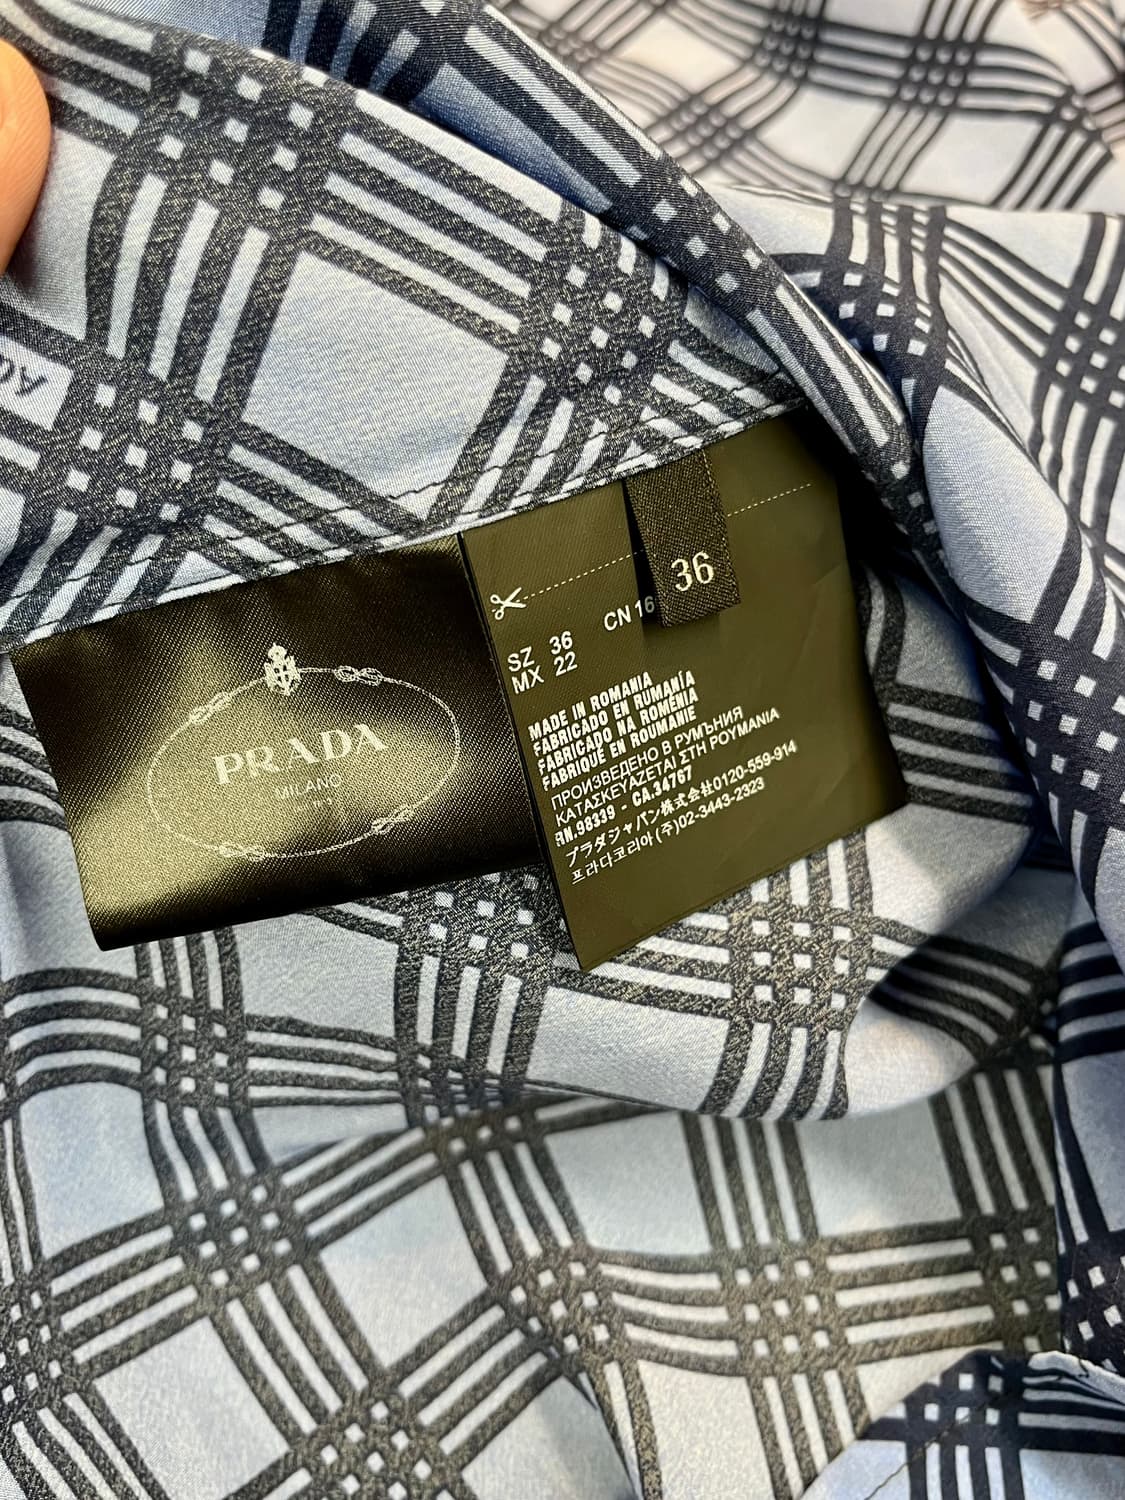 PRADA
MILANO
36
SZ 36
MX 22
CN 16
MADE IN ROMANIA
FABRICADO EN RUMANÍA
FABRICADO NA ROMÉNIA
FABRIQUÉ EN ROUMANIE
ПРОИЗВЕДЕНО В РУМЪНИЯ
ΚΑΤΑΣΚΕΥΑΖΕΤΑΙ ΣΤΗ ΡΟΥΜΑΝΙΑ
RN.98339 - CA.34767
プラダジャパン株式会社0120-559-914
프라다코리아(주)02-3443-2323